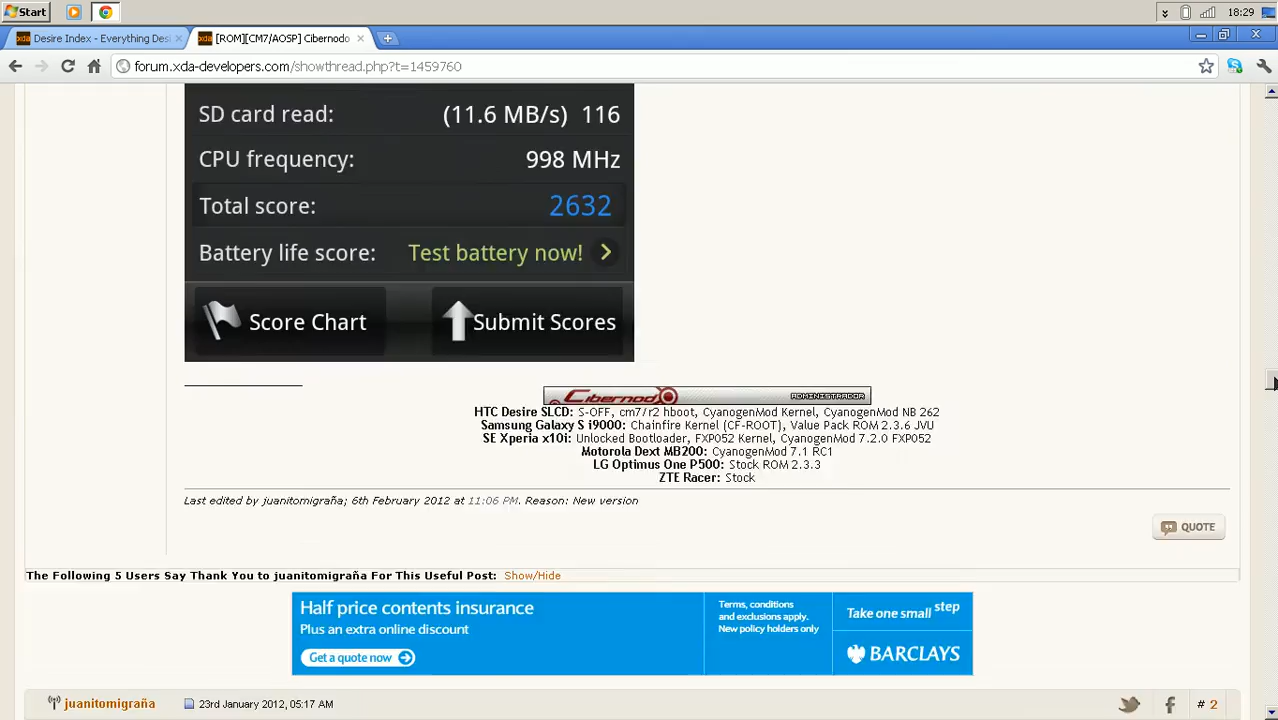 Start
18:29
Desire Index - Everything Desi
[ROM][CM7/AOSP] Cibernodo
forum.xda-developers.com/showthread.php?t=1459760
SD card read: (11.6 MB/s) 116
CPU frequency: 998 MHz
Total score: 2632
Battery life score: Test battery now!
Score Chart
Submit Scores
Cibernodo ADMINISTRADOR
HTC Desire SLCD: S-OFF, cm7/r2 hboot, CyanogenMod Kernel, CyanogenMod NB 262
Samsung Galaxy S i9000: Chainfire Kernel (CF-ROOT), Value Pack ROM 2.3.6 JVU
SE Xperia x10i: Unlocked Bootloader, FXP052 Kernel, CyanogenMod 7.2.0 FXP052
Motorola Dext MB200: CyanogenMod 7.1 RC1
LG Optimus One P500: Stock ROM 2.3.3
ZTE Racer: Stock
Last edited by juanitomigraña; 6th February 2012 at 11:06 PM. Reason: New version
QUOTE
The Following 5 Users Say Thank You to juanitomigraña For This Useful Post: Show/Hide
Half price contents insurance
Plus an extra online discount
Get a quote now
Terms, conditions
and exclusions apply.
New policy holders only
Take one small step
BARCLAYS
juanitomigraña
23rd January 2012, 05:17 AM
# 2